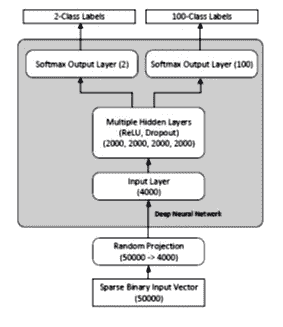 2-Class Labels
100-Class Labels
Softmax Output Layer (2)
Softmax Output Layer (100)
Multiple Hidden Layers
(ReLU, Dropout)
(2000, 2000, 2000, 2000)
Input Layer
(4000)
Deep Neural Network
Random Projection
(50000 -> 4000)
Sparse Binary Input Vector
(50000)